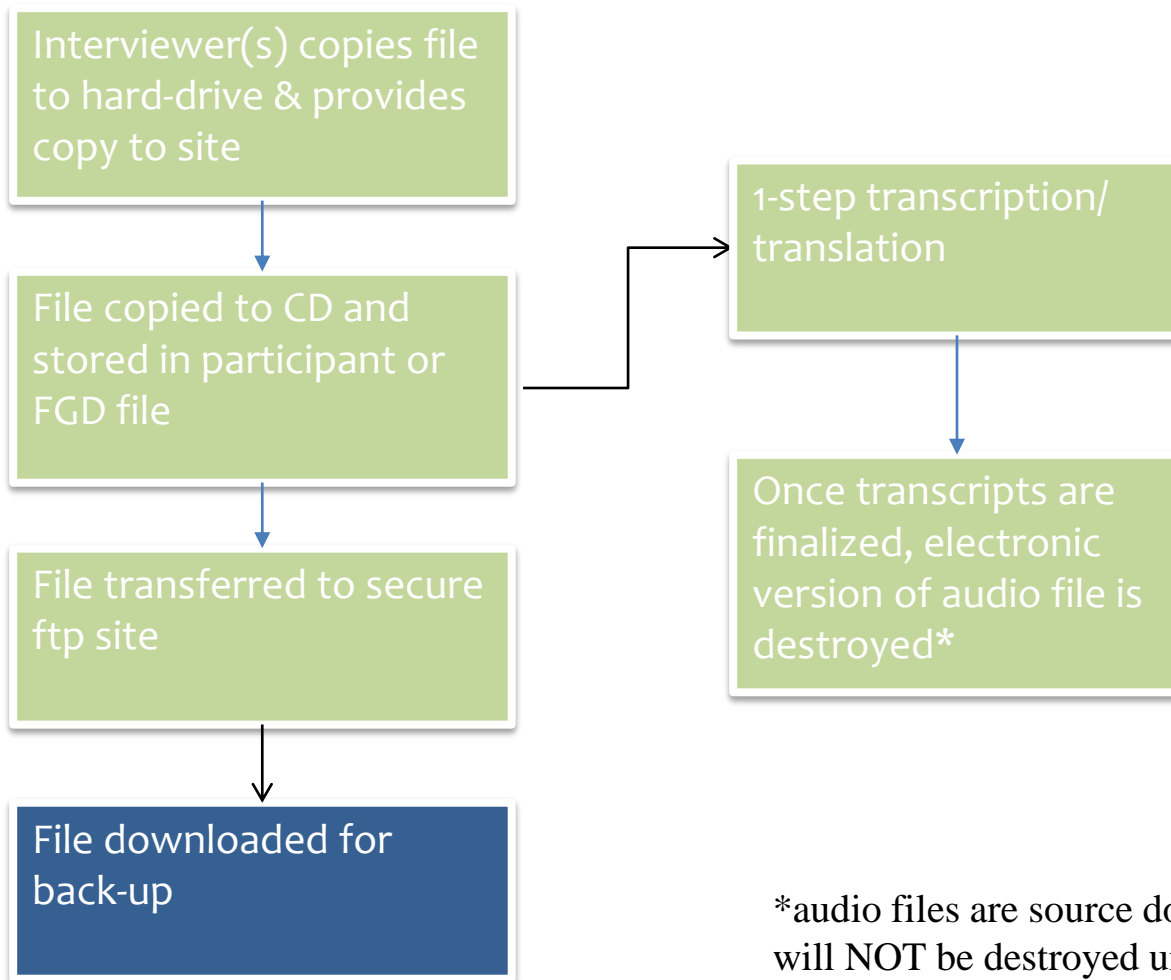 Interviewer(s) copies file
to hard-drive & provides
copy to site
File copied to CD and
stored in participant or
FGD file
File transferred to secure
ftp site
File downloaded for
back-up
1-step transcription/
translation
Once transcripts are
finalized, electronic
version of audio file is
destroyed*
*audio files are source
will NOT be destroyed